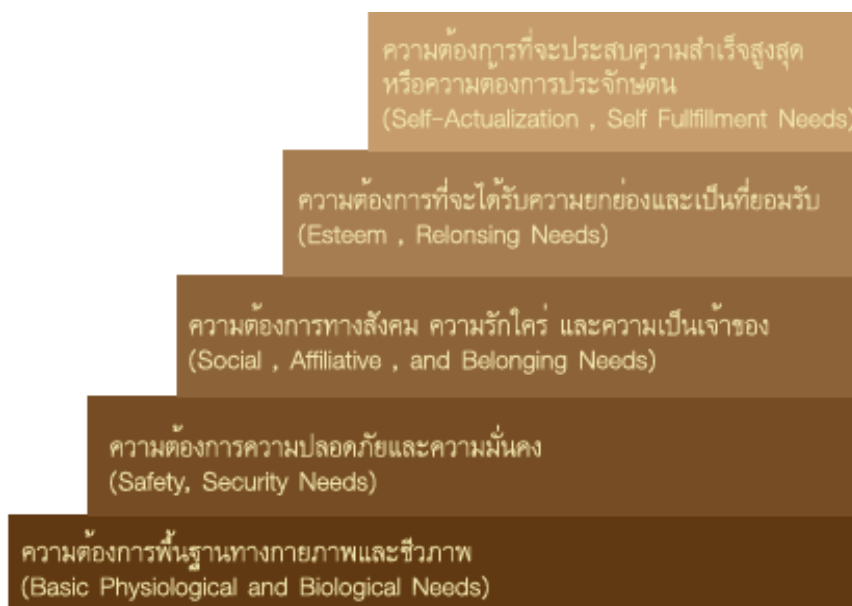 ความต้องการที่จะประสบความสำเร็จสูงสุด
หรือความต้องการประจักษ์ตน
(Self-Actualization , Self Fullfillment Needs)
ความต้องการที่จะได้รับความยกย่องและเป็นที่ยอมรับ
(Esteem , Relonsing Needs)
ความต้องการทางสังคม ความรักใคร่ และความเป็นเจ้าของ
(Social , Affiliative , and Belonging Needs)
ความต้องการความปลอดภัยและความมั่นคง
(Safety, Security Needs)
ความต้องการพื้นฐานทางกายภาพและชีวภาพ
(Basic Physiological and Biological Needs)